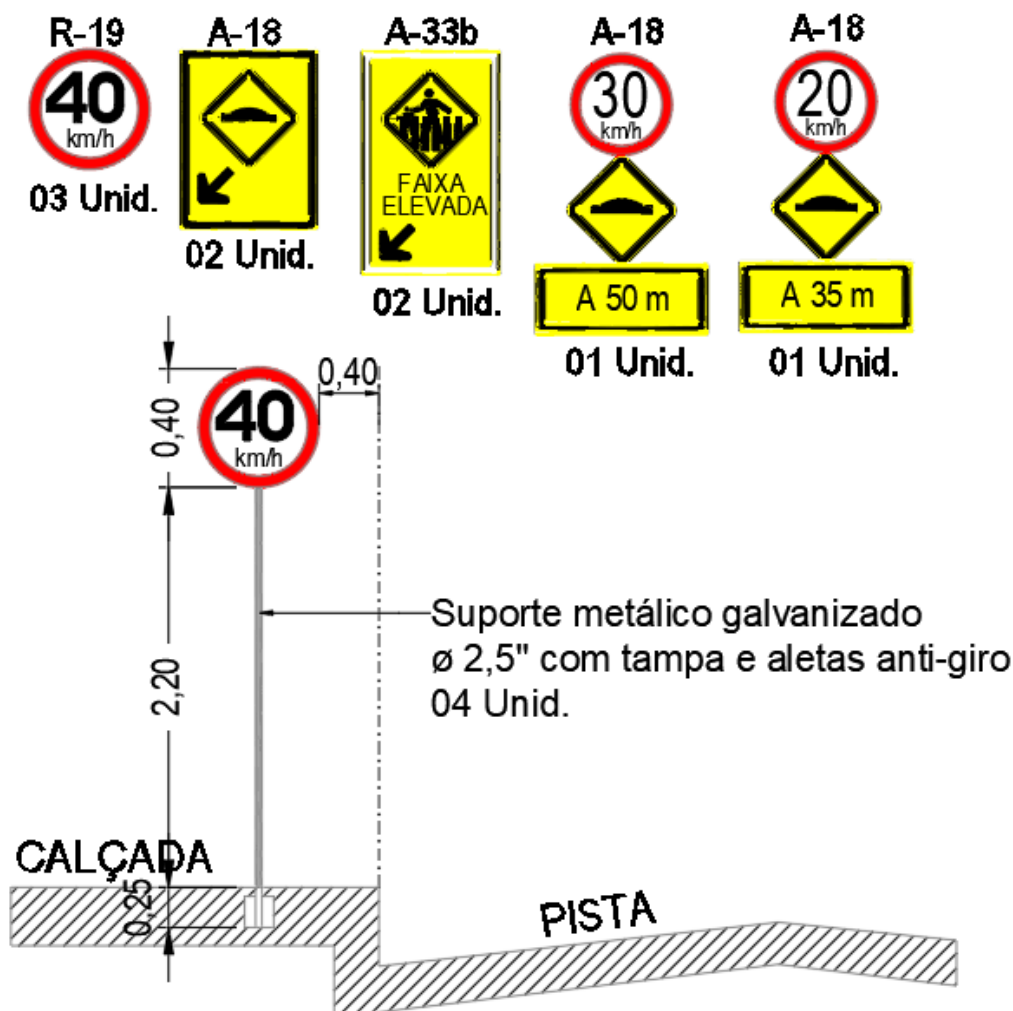 R-19
40
km/h
03 Unid.
A-18
02 Unid.
A-33b
FAIXA
ELEVADA
02 Unid.
A-18
30
km/h
A 50 m
01 Unid.
A-18
20
km/h
A 35 m
01 Unid.
0,40
0,40
40
km/h
2,20
Suporte metálico galvanizado
ø 2,5" com tampa e aletas anti-giro
04 Unid.
CALÇADA
0,25
PISTA